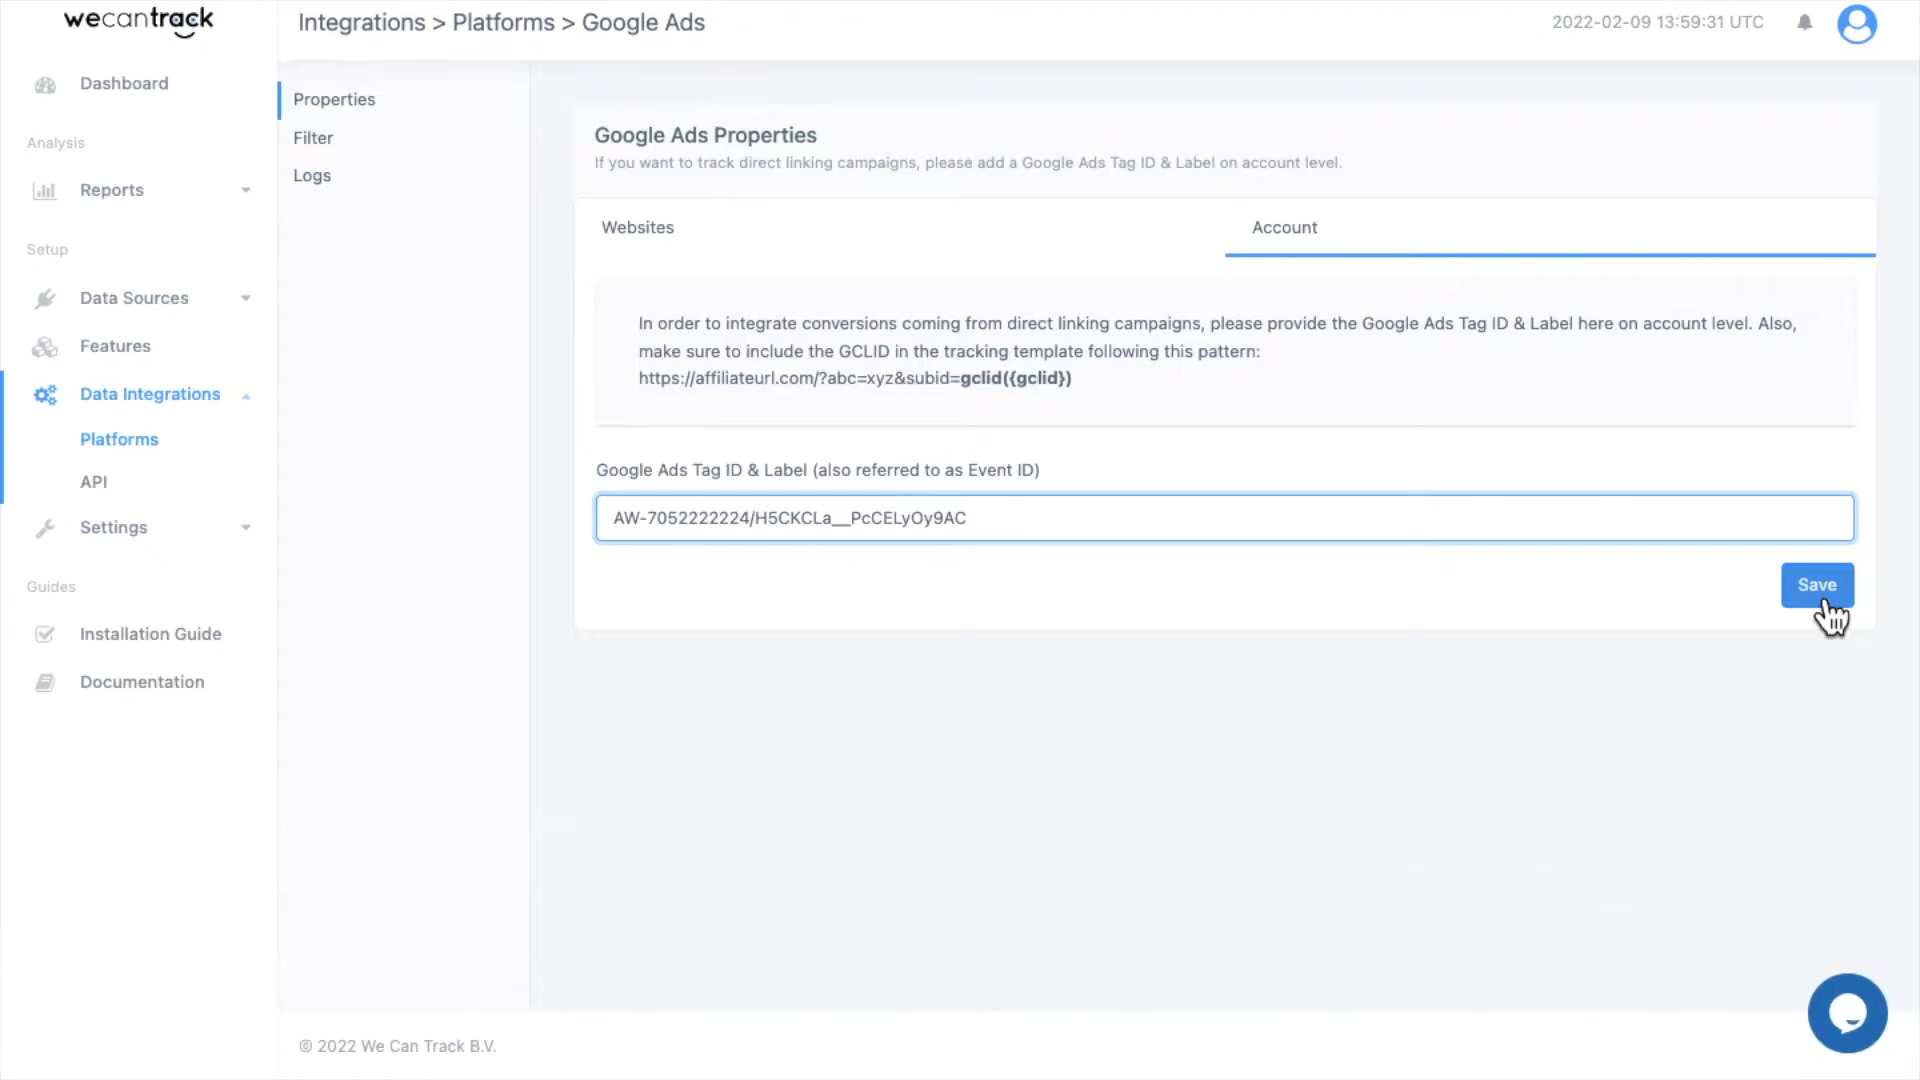 wecantrack
Integrations > Platforms > Google Ads
2022-02-09 13:59:31 UTC
Dashboard
Analysis
Reports
Setup
Data Sources
Features
Data Integrations
Platforms
API
Settings
Guides
Installation Guide
Documentation
Properties
Filter
Logs
Google Ads Properties
If you want to track direct linking campaigns, please add a Google Ads Tag ID & Label on account level.
Websites
Account
In order to integrate conversions coming from direct linking campaigns, please provide the Google Ads Tag ID & Label here on account level. Also,
make sure to include the GCLID in the tracking template following this pattern:
https://affiliateurl.com/?abc=xyz&subid=gclid({gclid})
Google Ads Tag ID & Label (also referred to as Event ID)
AW-7052222224/H5CKCLa__PcCELyOy9AC
Save
© 2022 We Can Track B.V.